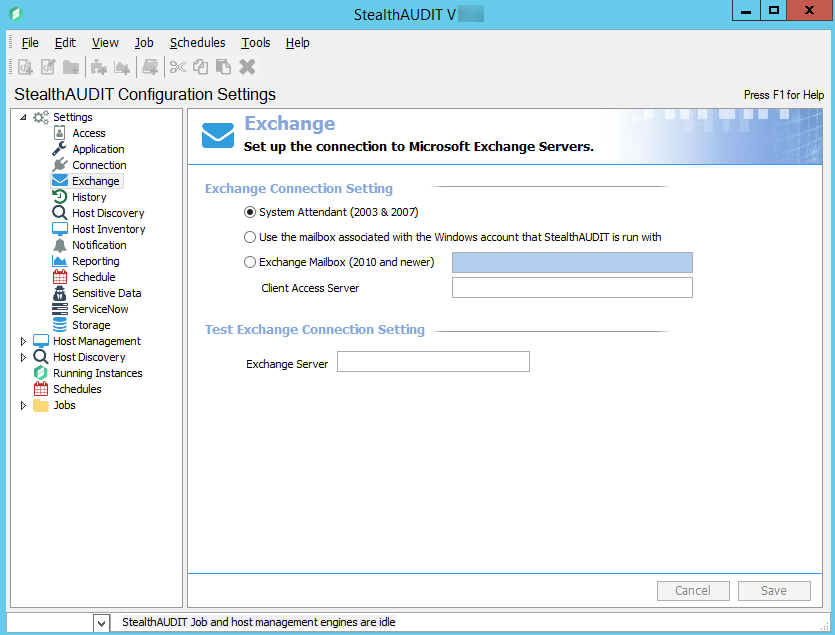 StealthAUDIT V
File Edit View Job Schedules Tools Help
StealthAUDIT Configuration Settings
Press F1 for Help
Settings
Access
Application
Connection
Exchange
History
Host Discovery
Host Inventory
Notification
Reporting
Schedule
Sensitive Data
ServiceNow
Storage
Host Management
Host Discovery
Running Instances
Schedules
Jobs
Exchange
Set up the connection to Microsoft Exchange Servers.
Exchange Connection Setting
System Attendant (2003 & 2007)
Use the mailbox associated with the Windows account that StealthAUDIT is run with
Exchange Mailbox (2010 and newer)
Client Access Server
Test Exchange Connection Setting
Exchange Server
Cancel Save
StealthAUDIT Job and host management engines are idle